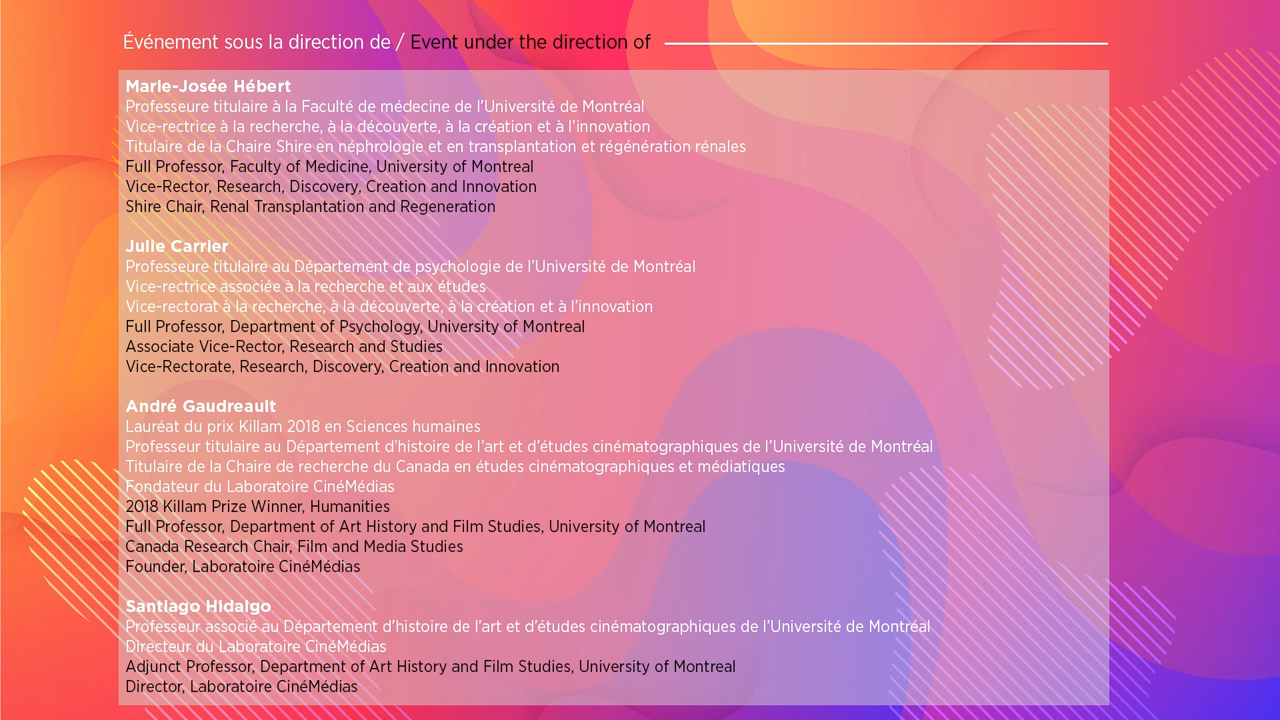 Événement sous la direction de / Event under the direction of
Marie-Josée Hébert
Professeure titulaire à la Faculté de médecine de l'Université de Montréal
Vice-rectrice à la recherche, à la découverte, à la création et à l'innovation
Titulaire de la Chaire Shire en néphrologie et en transplantation et régénération rénales
Full Professor, Faculty of Medicine, University of Montreal
Vice-Rector, Research, Discovery, Creation and Innovation
Shire Chair, Renal Transplantation and Regeneration
Julie Carrier
Professeure titulaire au Département de psychologie de l'Université de Montréal
Vice-rectrice associée à la recherche et aux études
Vice-rectorat à la recherche, à la découverte, à la création et à l'innovation
Full Professor, Department of Psychology, University of Montreal
Associate Vice-Rector, Research and Studies
Vice-Rectorate, Research, Discovery, Creation and Innovation
André Gaudreault
Lauréat du prix Killam 2018 en Sciences humaines
Professeur titulaire au Département d'histoire de l'art et d'études cinématographiques de l'Université de Montréal
Titulaire de la Chaire de recherche du Canada en études cinématographiques et médiatiques
Fondateur du Laboratoire CinéMédias
2018 Killam Prize Winner, Humanities
Full Professor, Department of Art History and Film Studies, University of Montreal
Canada Research Chair, Film and Media Studies
Founder, Laboratoire CinéMédias
Santiago Hidalgo
Professeur associé au Département d'histoire de l'art et d'études cinématographiques de l'Université de Montréal
Directeur du Laboratoire CinéMédias
Adjunct Professor, Department of Art History and Film Studies, University of Montreal
Director, Laboratoire CinéMédias